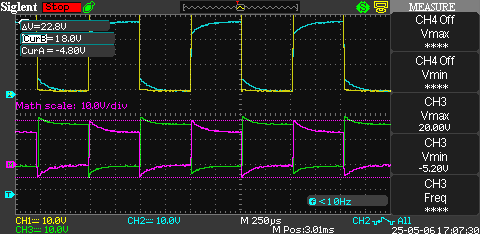 Siglent Stop MEASURE
ΔV=22.8V
CurB=18.0V
CurA=-4.80V
CH4 Off
Vmax
****
CH4 Off
Vmin
****
Math scale: 10.0V/div
CH3
Vmax
20.00V
CH3
Vmin
-5.20V
CH3
Freq
****
<10Hz
CH1 10.0V CH2 10.0V M 250µs CH2 All
CH3 10.0V M Pos:3.01ms 25-05-06 17:07:30